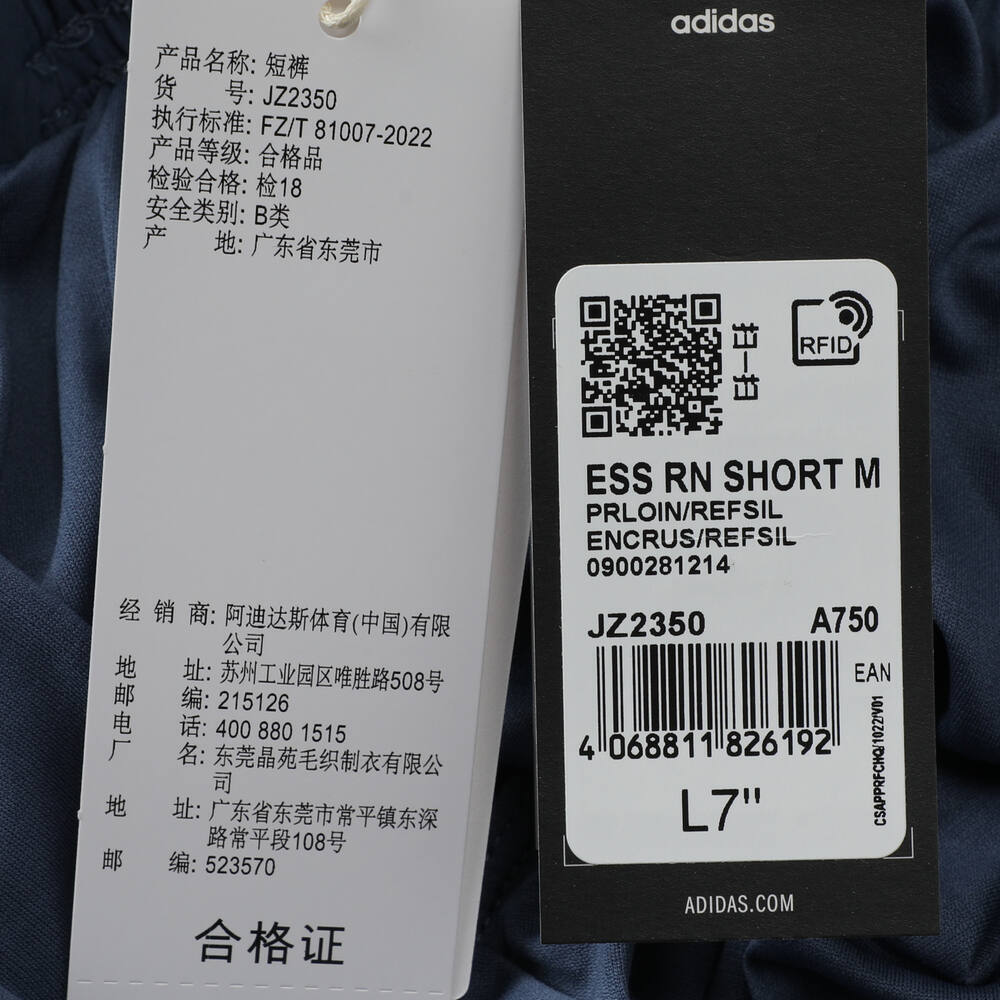 产品名称: 短裤
货 号: JZ2350
执行标准: FZ/T 81007-2022
产品等级: 合格品
检验合格: 检18
安全类别: B类
产 地: 广东省东莞市
经 销 商: 阿迪达斯体育(中国)有限
公司
地 址: 苏州工业园区唯胜路508号
邮 编: 215126
电 话: 400 880 1515
厂 名: 东莞晶苑毛织制衣有限公
司
地 址: 广东省东莞市常平镇东深
路常平段108号
邮 编: 523570
合格证
adidas
扫一扫
RFID
ESS RN SHORT M
PRLOIN/REFSIL
ENCRUS/REFSIL
0900281214
JZ2350 A750
EAN
4 068811 826192
CSAPPRFCHQ/1022/V01
L7"
ADIDAS.COM